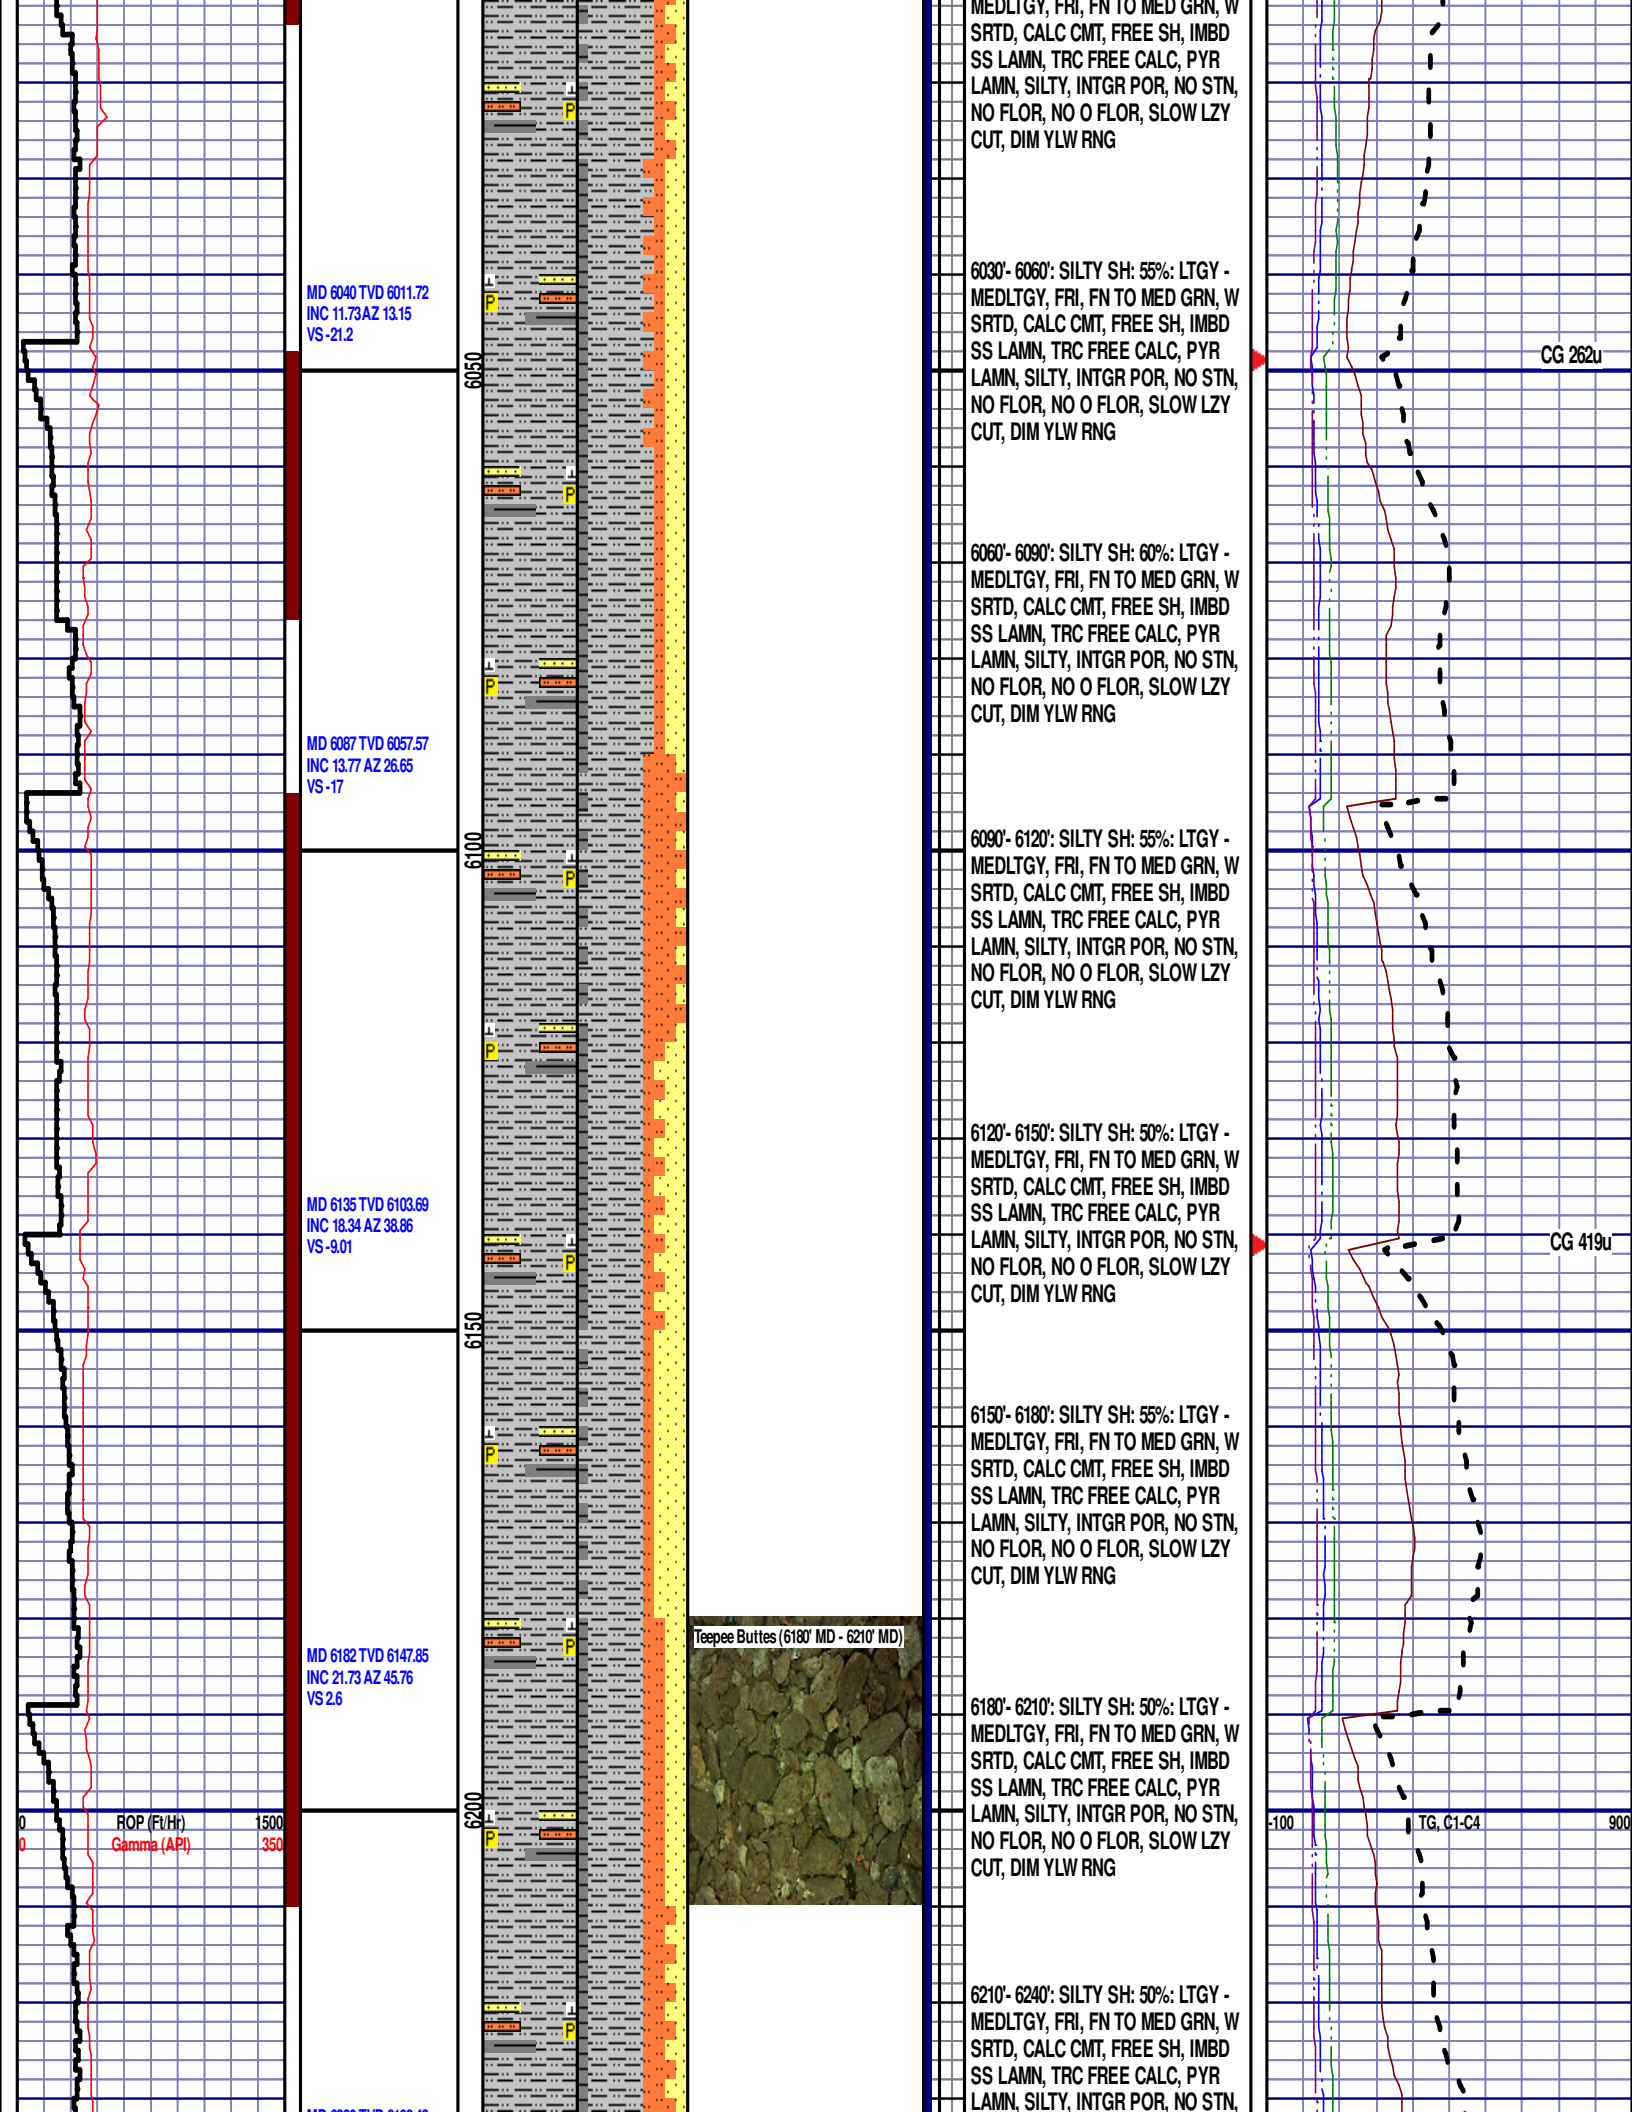 MEDLTGY, FRI, FN TO MED GRN, W
SRTD, CALC CMT, FREE SH, IMBD
SS LAMN, TRC FREE CALC, PYR
LAMN, SILTY, INTGR POR, NO STN,
NO FLOR, NO O FLOR, SLOW LZY
CUT, DIM YLW RNG
P
MD 6040 TVD 6011.72
INC 11.73 AZ 13.15
VS -21.2
P
6030'- 6060': SILTY SH: 55%: LTGY -
MEDLTGY, FRI, FN TO MED GRN, W
SRTD, CALC CMT, FREE SH, IMBD
SS LAMN, TRC FREE CALC, PYR
LAMN, SILTY, INTGR POR, NO STN,
NO FLOR, NO O FLOR, SLOW LZY
CUT, DIM YLW RNG
CG 262u
6050
P
6060'- 6090': SILTY SH: 60%: LTGY -
MEDLTGY, FRI, FN TO MED GRN, W
SRTD, CALC CMT, FREE SH, IMBD
SS LAMN, TRC FREE CALC, PYR
LAMN, SILTY, INTGR POR, NO STN,
NO FLOR, NO O FLOR, SLOW LZY
CUT, DIM YLW RNG
P
MD 6087 TVD 6057.57
INC 13.77 AZ 26.65
VS -17
6100
P
6090'- 6120': SILTY SH: 55%: LTGY -
MEDLTGY, FRI, FN TO MED GRN, W
SRTD, CALC CMT, FREE SH, IMBD
SS LAMN, TRC FREE CALC, PYR
LAMN, SILTY, INTGR POR, NO STN,
NO FLOR, NO O FLOR, SLOW LZY
CUT, DIM YLW RNG
P
6120'- 6150': SILTY SH: 50%: LTGY -
MEDLTGY, FRI, FN TO MED GRN, W
SRTD, CALC CMT, FREE SH, IMBD
SS LAMN, TRC FREE CALC, PYR
LAMN, SILTY, INTGR POR, NO STN,
NO FLOR, NO O FLOR, SLOW LZY
CUT, DIM YLW RNG
MD 6135 TVD 6103.69
INC 18.34 AZ 38.86
VS -9.01
P
CG 419u
6150
P
6150'- 6180': SILTY SH: 55%: LTGY -
MEDLTGY, FRI, FN TO MED GRN, W
SRTD, CALC CMT, FREE SH, IMBD
SS LAMN, TRC FREE CALC, PYR
LAMN, SILTY, INTGR POR, NO STN,
NO FLOR, NO O FLOR, SLOW LZY
CUT, DIM YLW RNG
P
Teepee Buttes (6180' MD - 6210' MD)
MD 6182 TVD 6147.85
INC 21.73 AZ 45.76
VS 2.6
6180'- 6210': SILTY SH: 50%: LTGY -
MEDLTGY, FRI, FN TO MED GRN, W
SRTD, CALC CMT, FREE SH, IMBD
SS LAMN, TRC FREE CALC, PYR
LAMN, SILTY, INTGR POR, NO STN,
NO FLOR, NO O FLOR, SLOW LZY
CUT, DIM YLW RNG
6200
P
0 ROP (Ft/Hr) 1500
0 Gamma (API) 350
-100 TG, C1-C4 900
P
6210'- 6240': SILTY SH: 50%: LTGY -
MEDLTGY, FRI, FN TO MED GRN, W
SRTD, CALC CMT, FREE SH, IMBD
SS LAMN, TRC FREE CALC, PYR
LAMN, SILTY, INTGR POR, NO STN,